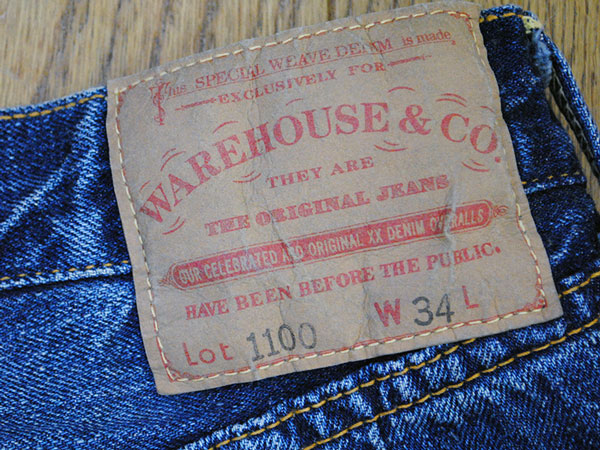 This SPECIAL WEAVE DENIM is made
EXCLUSIVELY FOR
WAREHOUSE & CO.
THEY ARE
THE ORIGINAL JEANS
OUR CELEBRATED AND ORIGINAL XX DENIM OVERALLS
HAVE BEEN BEFORE THE PUBLIC.
Lot 1100 W 34 L